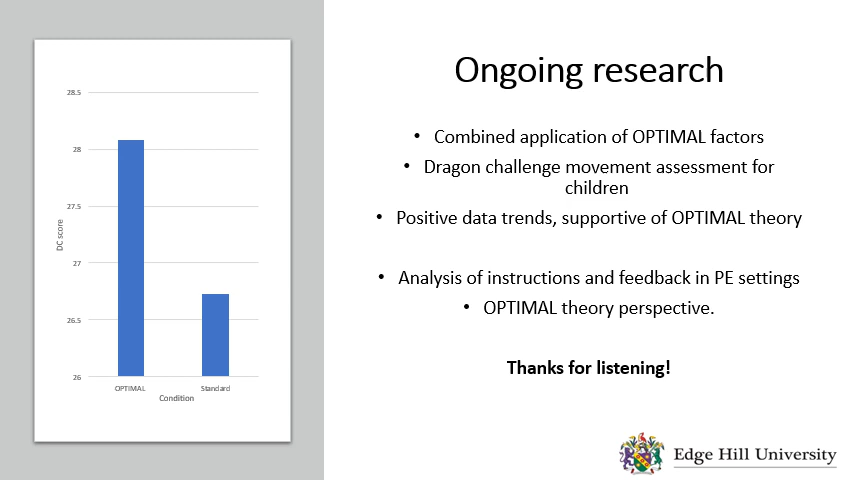 28.5
28
27.5
27
26.5
26
DC score
OPTIMAL
Standard
Condition
Ongoing research
• Combined application of OPTIMAL factors
• Dragon challenge movement assessment for
children
• Positive data trends, supportive of OPTIMAL theory
• Analysis of instructions and feedback in PE settings
• OPTIMAL theory perspective.
Thanks for listening!
Edge Hill University